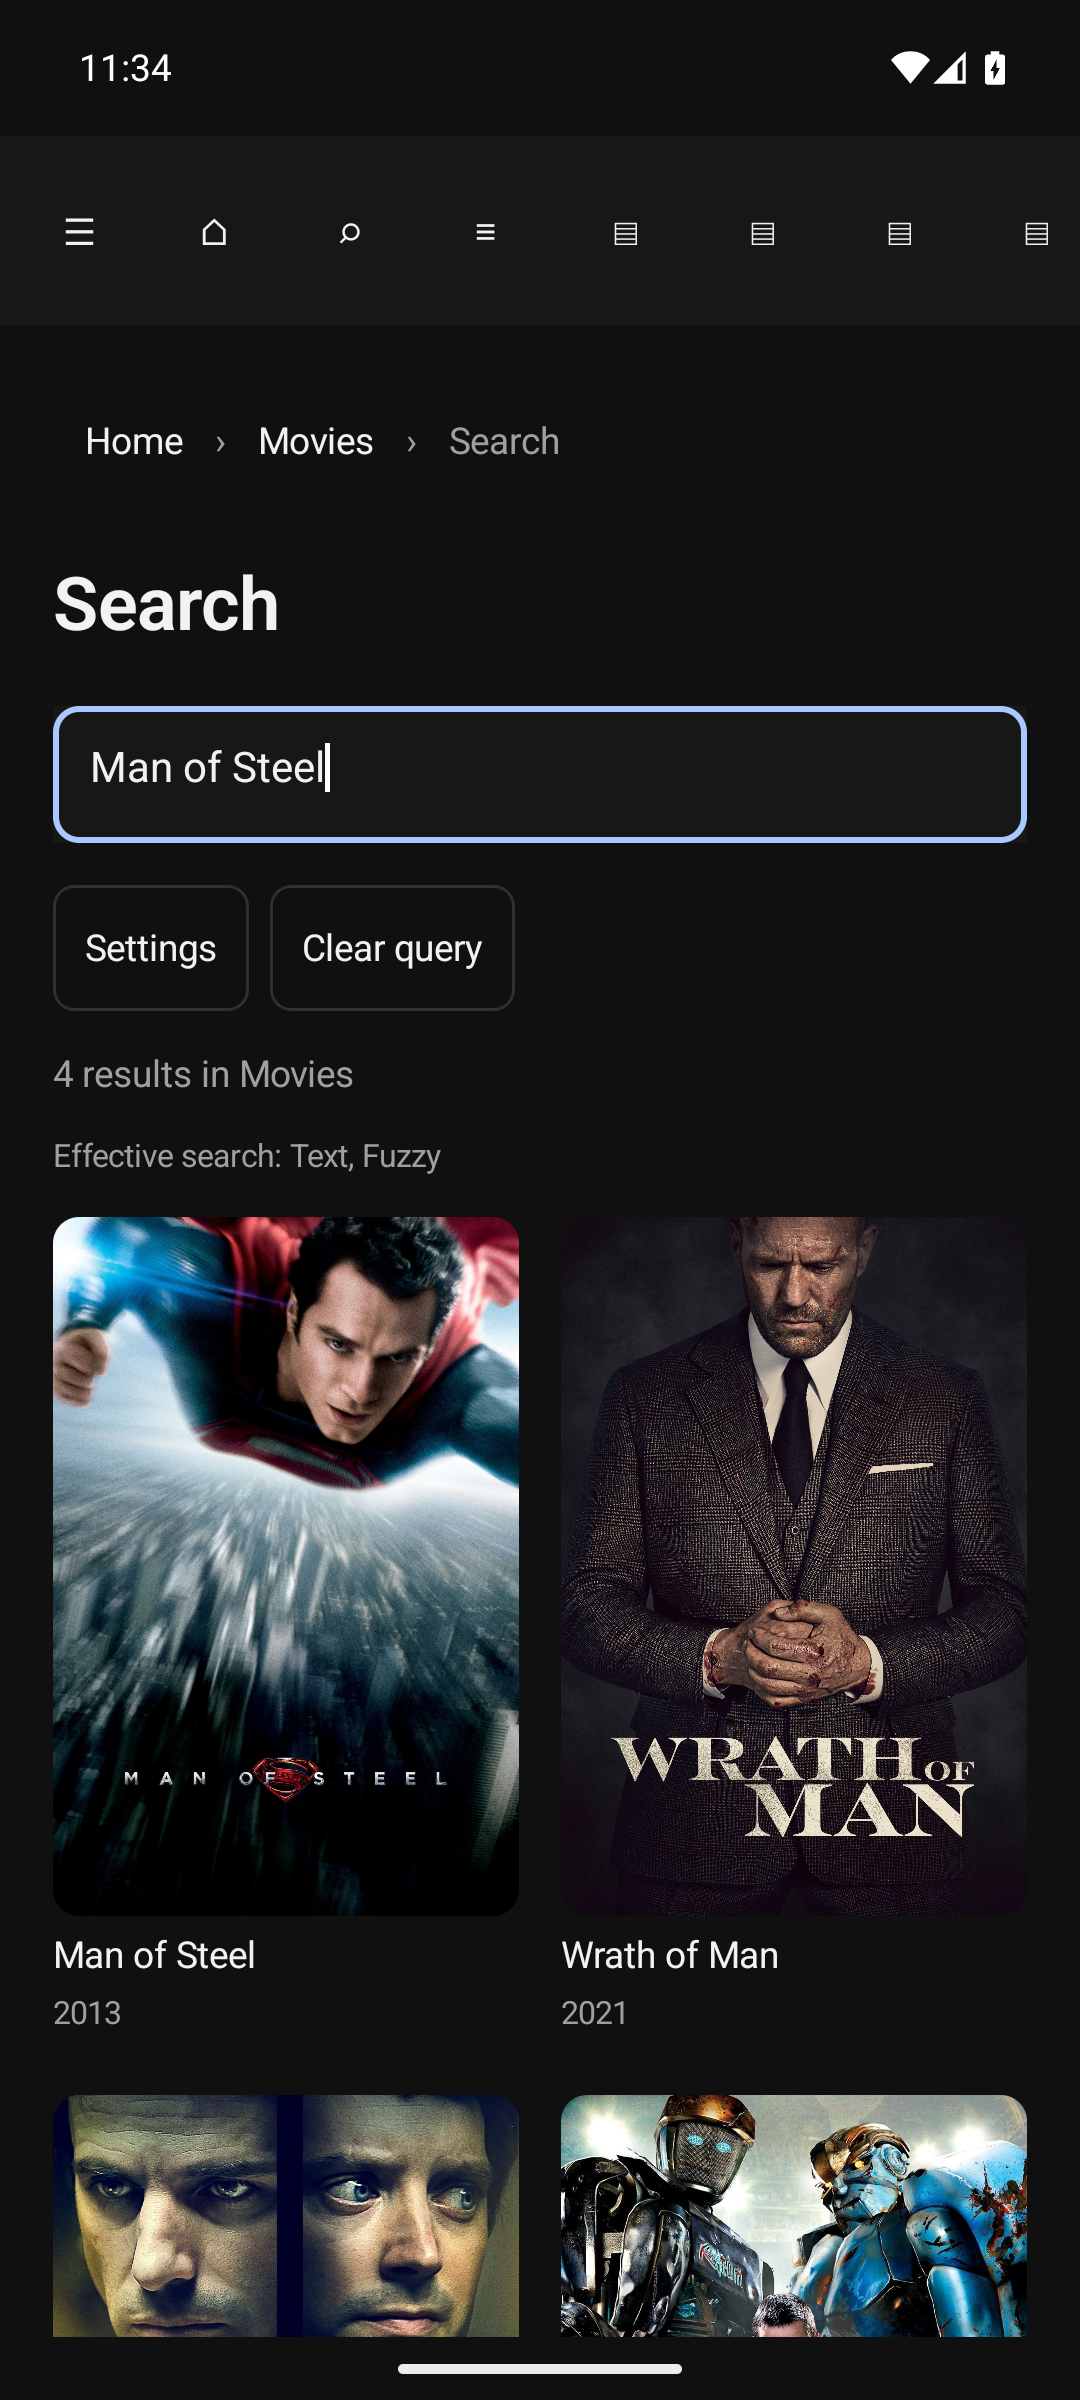 11:34
Home › Movies › Search
Search
Man of Steel
Settings Clear query
4 results in Movies
Effective search: Text, Fuzzy
MAN OF STEEL
WRATH OF
MAN
Man of Steel Wrath of Man
2013 2021